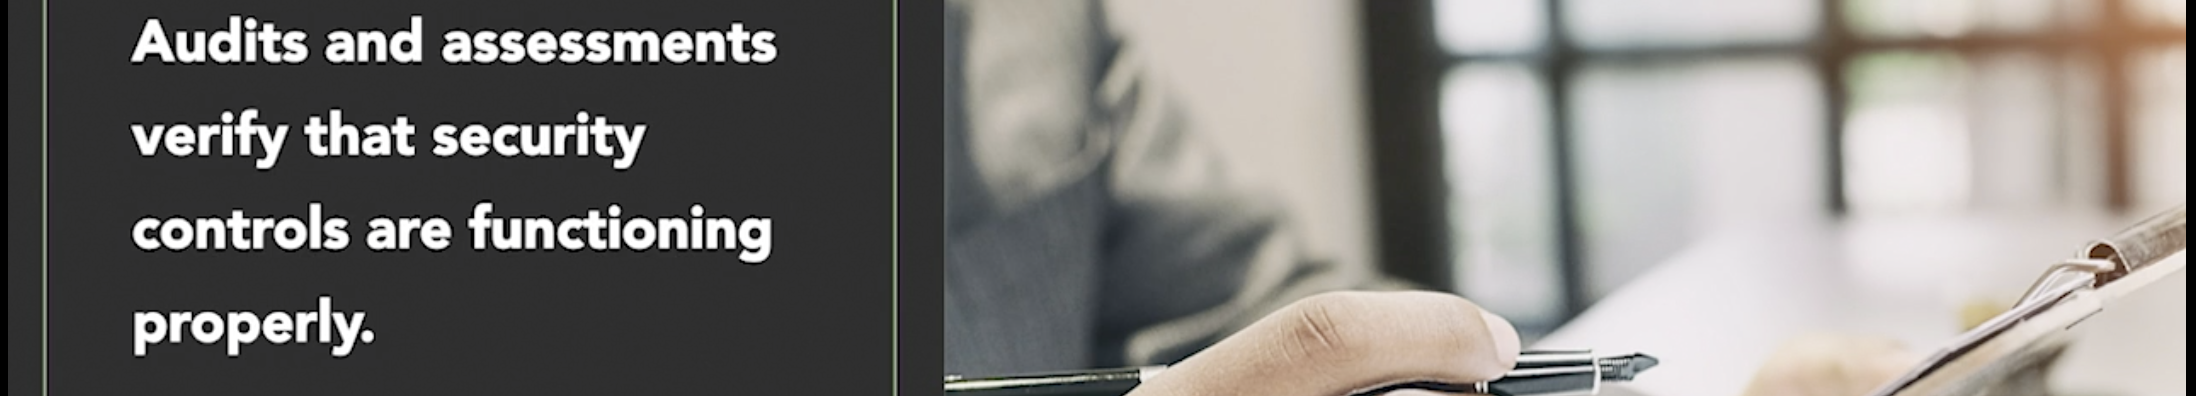 Audits and assessments
verify that security
controls are functioning
properly.